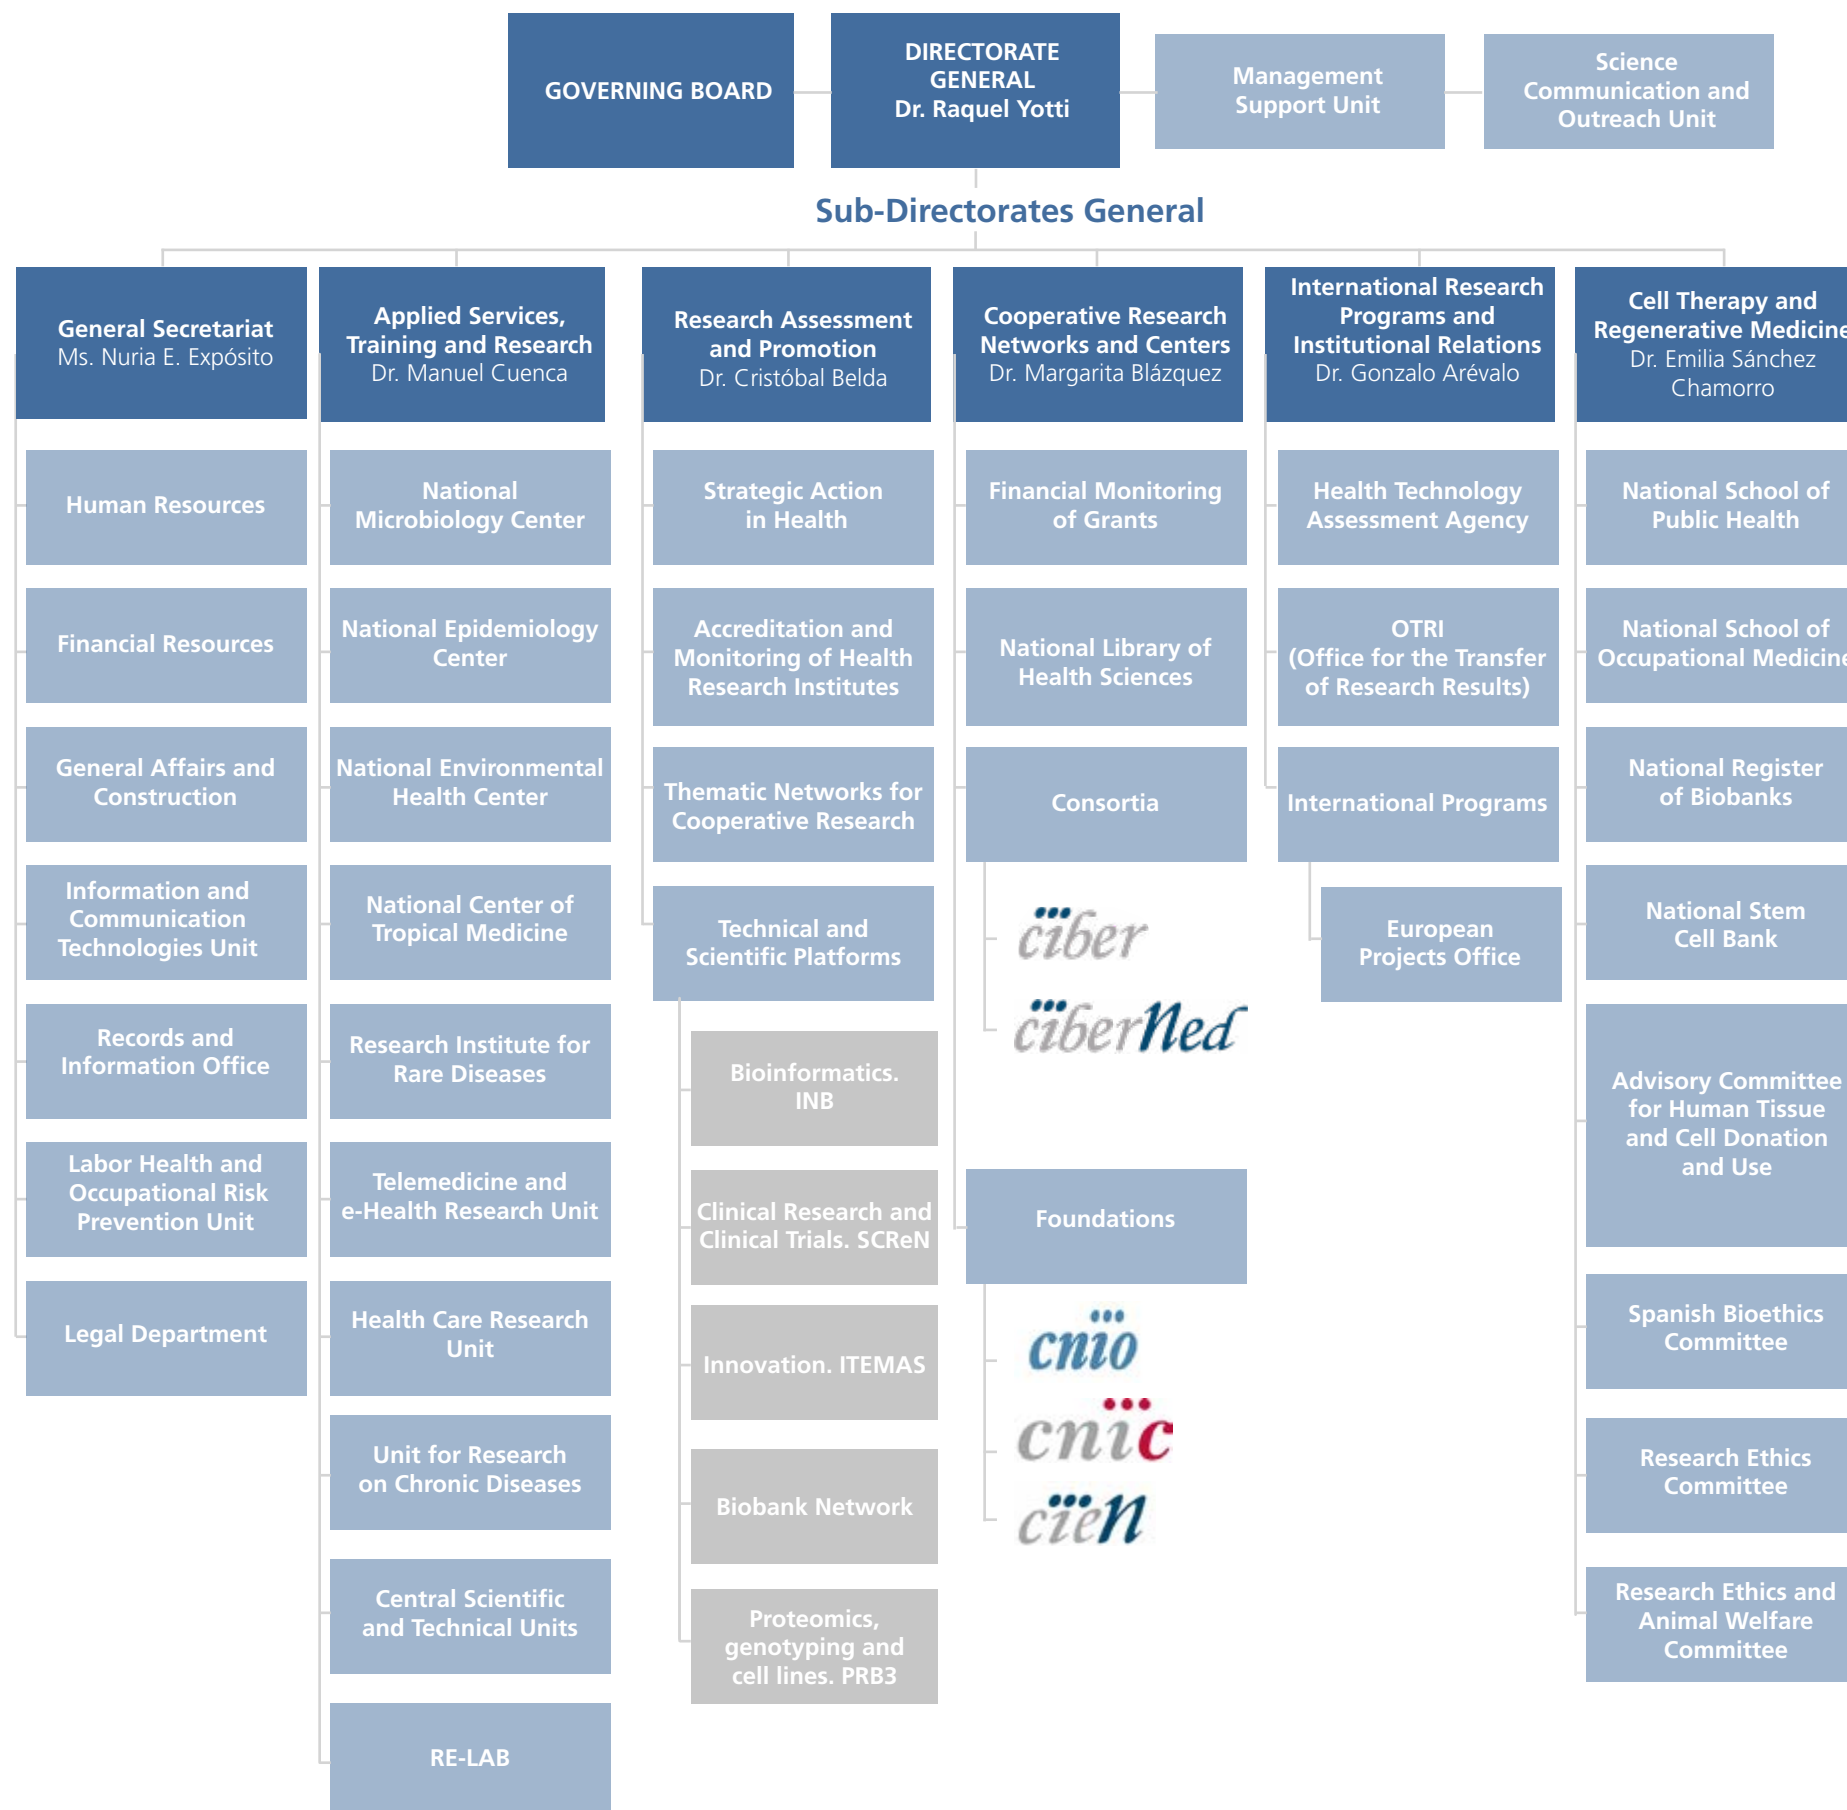 GOVERNING BOARD
DIRECTORATE
GENERAL
Dr. Raquel Yotti
Management
Support Unit
Science
Communication and
Outreach Unit
Sub-Directorates General
General Secretariat
Ms. Nuria E. Expósito
Human Resources
Financial Resources
General Affairs and
Construction
Information and
Communication
Technologies Unit
Records and
Information Office
Labor Health and
Occupational Risk
Prevention Unit
Legal Department
Applied Services,
Training and Research
Dr. Manuel Cuenca
National
Microbiology Center
National Epidemiology
Center
National Environmental
Health Center
National Center of
Tropical Medicine
Research Institute for
Rare Diseases
Telemedicine and
e-Health Research Unit
Health Care Research
Unit
Unit for Research
on Chronic Diseases
Central Scientific
and Technical Units
RE-LAB
Research Assessment
and Promotion
Dr. Cristóbal Belda
Strategic Action
in Health
Accreditation and
Monitoring of Health
Research Institutes
Thematic Networks for
Cooperative Research
Technical and
Scientific Platforms
Bioinformatics.
INB
Clinical Research and
Clinical Trials. SCReN
Innovation. ITEMAS
Biobank Network
Proteomics,
genotyping and
cell lines. PRB3
Cooperative Research
Networks and Centers
Dr. Margarita Blázquez
Financial Monitoring
of Grants
National Library of
Health Sciences
Consortia
ciber
ciberNed
Foundations
cnio
cnic
cieN
International Research
Programs and
Institutional Relations
Dr. Gonzalo Arévalo
Health Technology
Assessment Agency
OTRI
(Office for the Transfer
of Research Results)
International Programs
European
Projects Office
Cell Therapy and
Regenerative Medicine
Dr. Emilia Sánchez
Chamorro
National School of
Public Health
National School of
Occupational Medicine
National Register
of Biobanks
National Stem
Cell Bank
Advisory Committee
for Human Tissue
and Cell Donation
and Use
Spanish Bioethics
Committee
Research Ethics
Committee
Research Ethics and
Animal Welfare
Committee